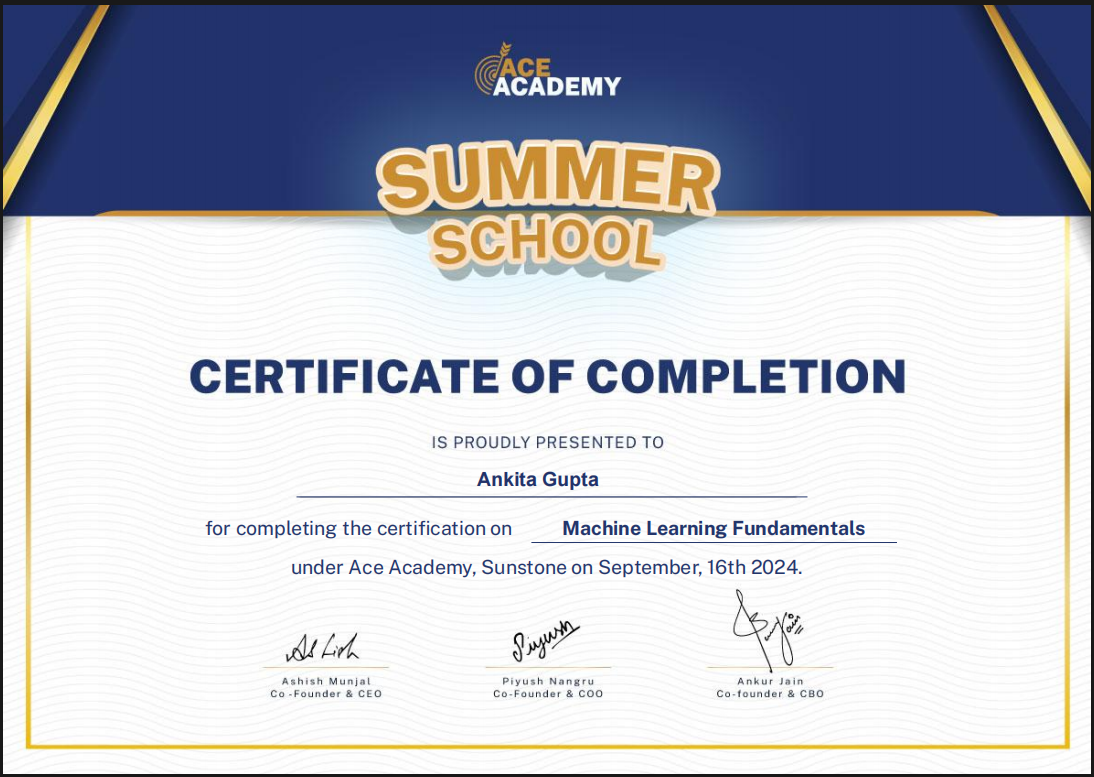 ACE
ACADEMY
SUMMER
SCHOOL
CERTIFICATE OF COMPLETION
IS PROUDLY PRESENTED TO
Ankita Gupta
for completing the certification on Machine Learning Fundamentals
under Ace Academy, Sunstone on September, 16th 2024.
Piyush
Ashish Munjal Piyush Nangru Ankur Jain
Co -Founder & CEO Co-Founder & COO Co-founder & CBO